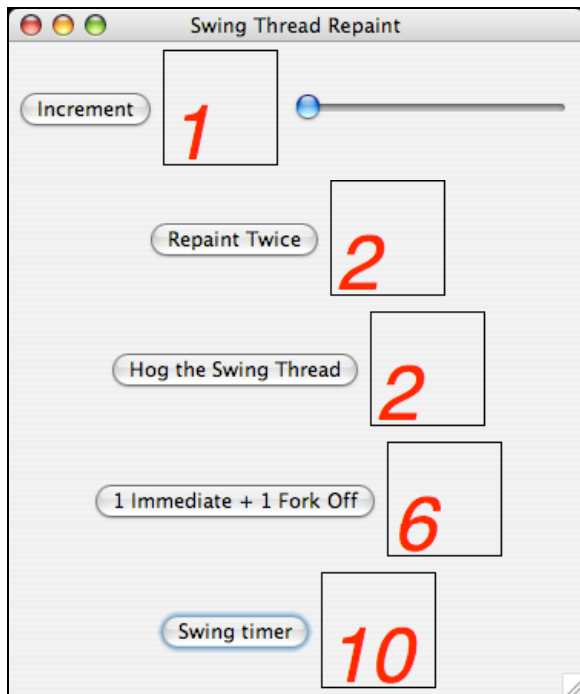 Swing Thread Repaint
Increment 1
Repaint Twice 2
Hog the Swing Thread 2
1 Immediate + 1 Fork Off 6
Swing timer 10